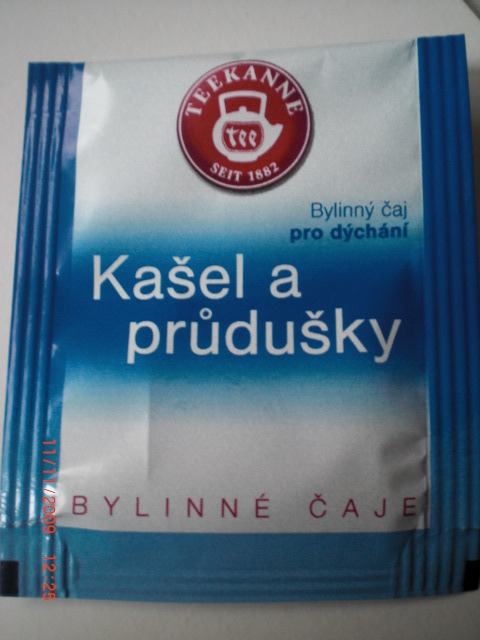 TEEKANNE
tee
SEIT 1882
Bylinný čaj
pro dýchání
Kašel a
průdušky
BYLINNÉ ČAJE
11/11/2009 12:25